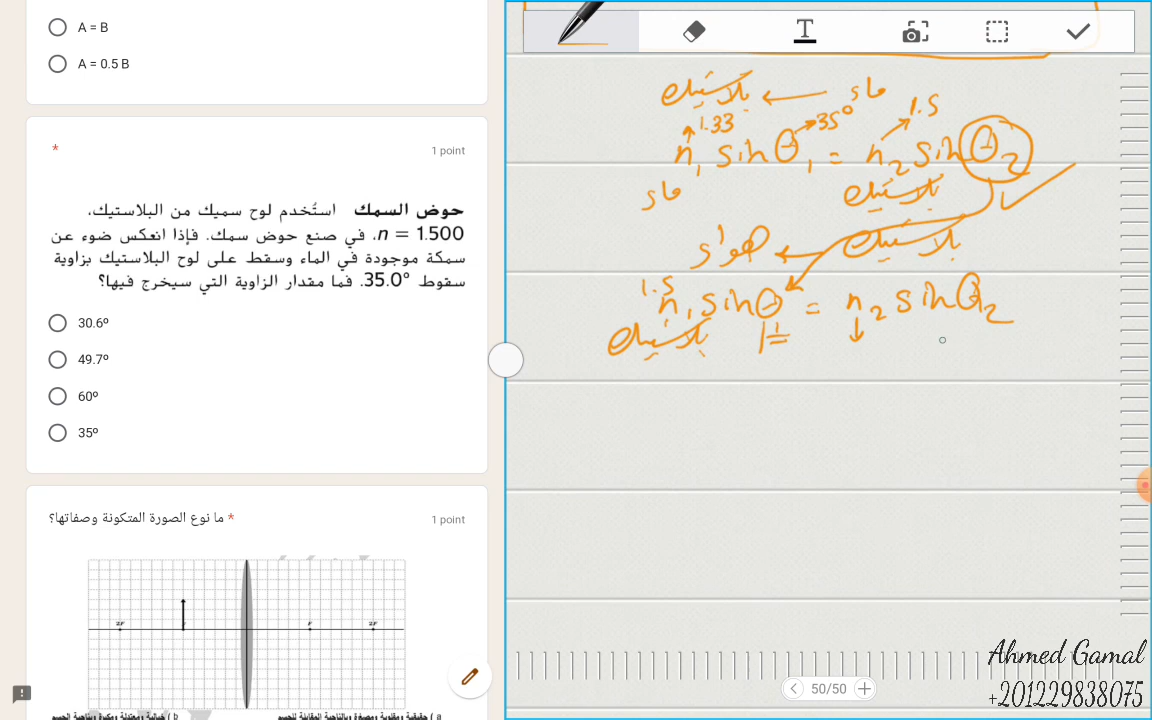 A = B
A = 0.5 B
*
1 point
حوض السمك استُخدم لوح سميك من البلاستيك،
n = 1.500، في صنع حوض سمك. فإذا انعكس ضوء عن
سمكة موجودة في الماء وسقط على لوح البلاستيك بزاوية
سقوط 35.0°. فما مقدار الزاوية التي سيخرج فيها؟
30.6º
49.7º
60º
35º
ما نوع الصورة المتكونة وصفاتها؟ *
1 point
2F
F
2F
T
ماء ← بلاستيك
1.33 35° 1.5
n₁ sin θ₁ = n₂ sin θ₂
ماء بلاستيك
بلاستيك ← هواء
1.5
n₁ sin θ = n₂ sin θ₂
بلاستيك
50/50
Ahmed Gamal
+201229838075